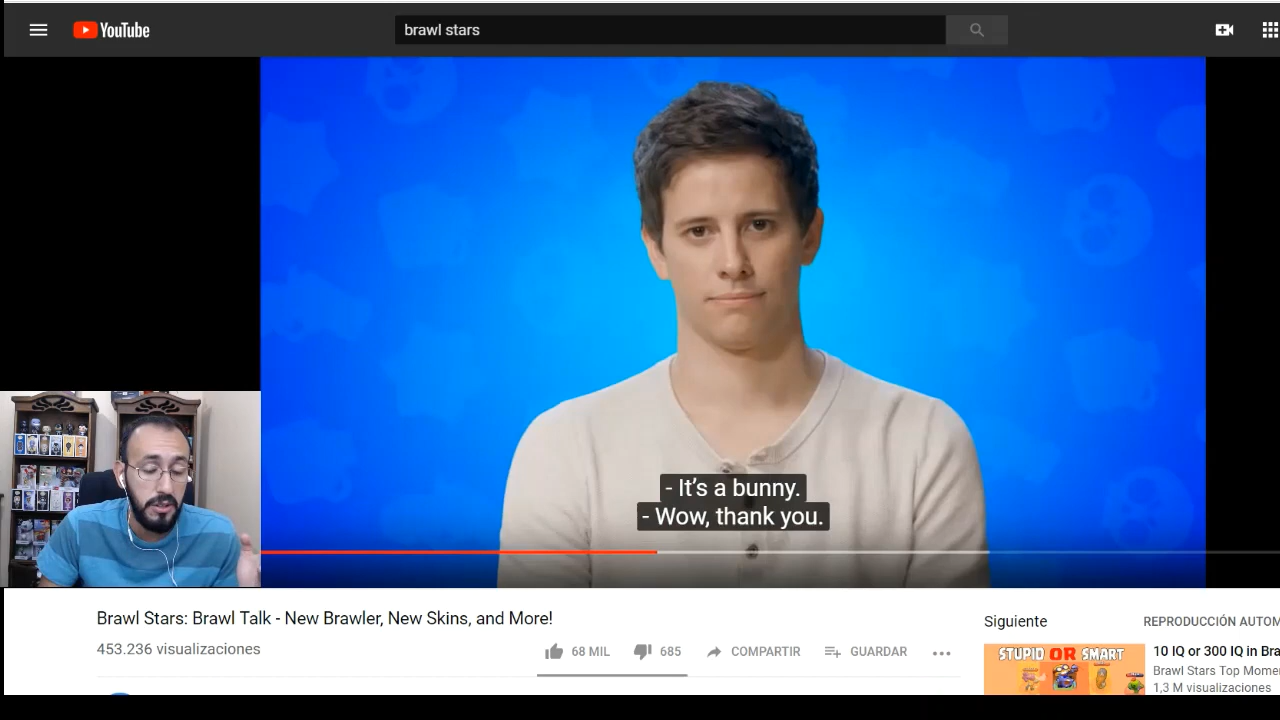 YouTube
brawl stars
- It's a bunny.
- Wow, thank you.
Brawl Stars: Brawl Talk - New Brawler, New Skins, and More!
453.236 visualizaciones
68 MIL
685
COMPARTIR
GUARDAR
Siguiente
REPRODUCCIÓN AUTOM
STUPID OR SMART
10 IQ or 300 IQ in Bra
Brawl Stars Top Mome
1,3 M visualizaciones